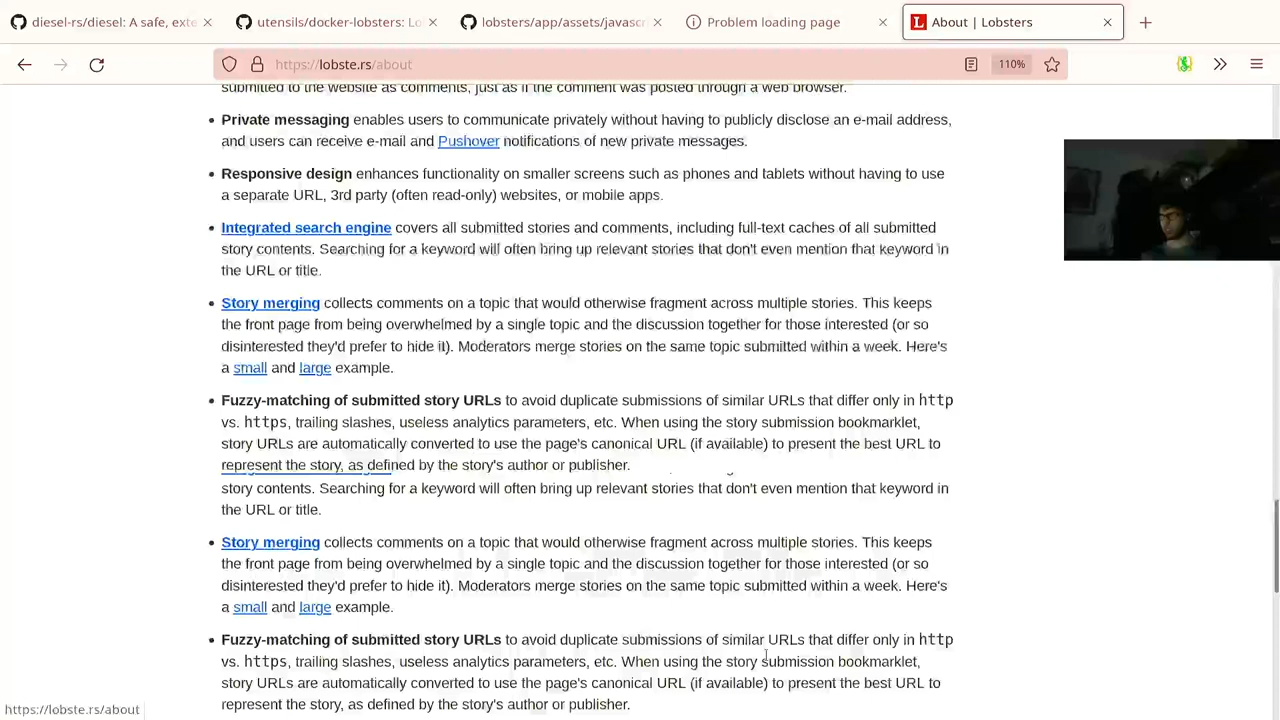 diesel-rs/diesel: A safe, exte
utensils/docker-lobsters: Lo
lobsters/app/assets/javascr
Problem loading page
About | Lobsters
https://lobste.rs/about
110%
submitted to the website as comments, just as if the comment was posted through a web browser.
• Private messaging enables users to communicate privately without having to publicly disclose an e-mail address,
and users can receive e-mail and Pushover notifications of new private messages.
• Responsive design enhances functionality on smaller screens such as phones and tablets without having to use
a separate URL, 3rd party (often read-only) websites, or mobile apps.
• Integrated search engine covers all submitted stories and comments, including full-text caches of all submitted
story contents. Searching for a keyword will often bring up relevant stories that don't even mention that keyword in
the URL or title.
• Story merging collects comments on a topic that would otherwise fragment across multiple stories. This keeps
the front page from being overwhelmed by a single topic and the discussion together for those interested (or so
disinterested they'd prefer to hide it). Moderators merge stories on the same topic submitted within a week. Here's
a small and large example.
• Fuzzy-matching of submitted story URLs to avoid duplicate submissions of similar URLs that differ only in http
vs. https, trailing slashes, useless analytics parameters, etc. When using the story submission bookmarklet,
story URLs are automatically converted to use the page's canonical URL (if available) to present the best URL to
represent the story, as defined by the story's author or publisher.
story contents. Searching for a keyword will often bring up relevant stories that don't even mention that keyword in
the URL or title.
• Story merging collects comments on a topic that would otherwise fragment across multiple stories. This keeps
the front page from being overwhelmed by a single topic and the discussion together for those interested (or so
disinterested they'd prefer to hide it). Moderators merge stories on the same topic submitted within a week. Here's
a small and large example.
• Fuzzy-matching of submitted story URLs to avoid duplicate submissions of similar URLs that differ only in http
vs. https, trailing slashes, useless analytics parameters, etc. When using the story submission bookmarklet,
story URLs are automatically converted to use the page's canonical URL (if available) to present the best URL to
represent the story, as defined by the story's author or publisher.
https://lobste.rs/about